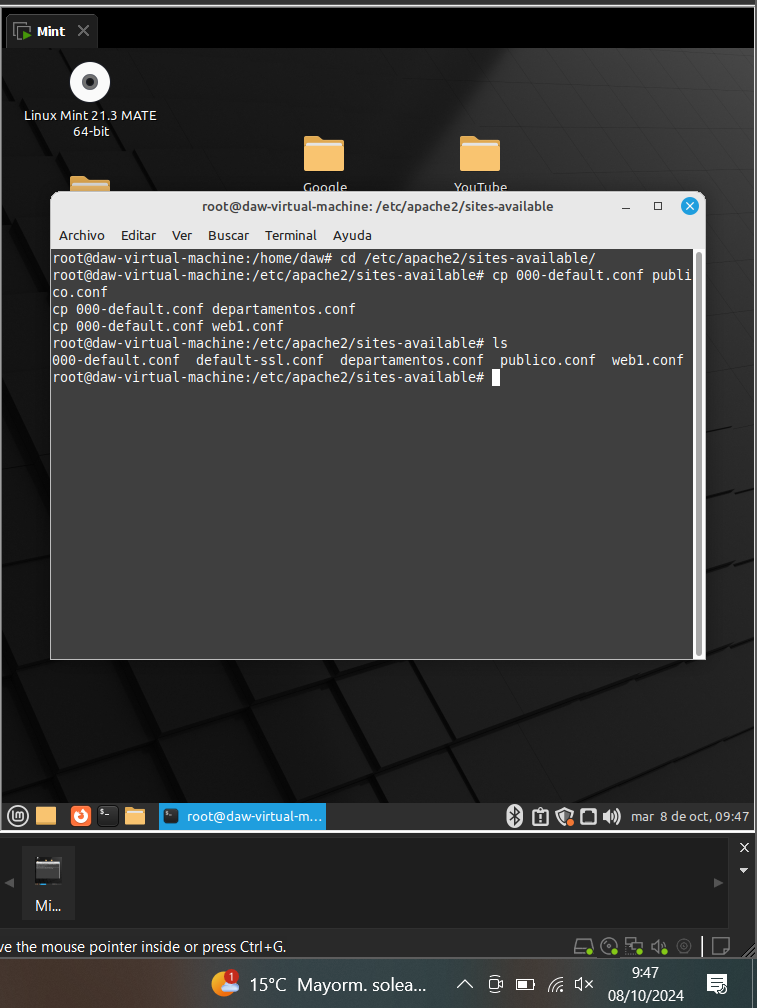 Mint
Linux Mint 21.3 MATE
64-bit
Google
YouTube
root@daw-virtual-machine: /etc/apache2/sites-available
Archivo Editar Ver Buscar Terminal Ayuda
root@daw-virtual-machine:/home/daw# cd /etc/apache2/sites-available/
root@daw-virtual-machine:/etc/apache2/sites-available# cp 000-default.conf publi
co.conf
cp 000-default.conf departamentos.conf
cp 000-default.conf web1.conf
root@daw-virtual-machine:/etc/apache2/sites-available# ls
000-default.conf  default-ssl.conf  departamentos.conf  publico.conf  web1.conf
root@daw-virtual-machine:/etc/apache2/sites-available#
root@daw-virtual-m...
mar 8 de oct, 09:47
Mi...
ve the mouse pointer inside or press Ctrl+G.
1
15°C Mayorm. solea...
9:47
08/10/2024